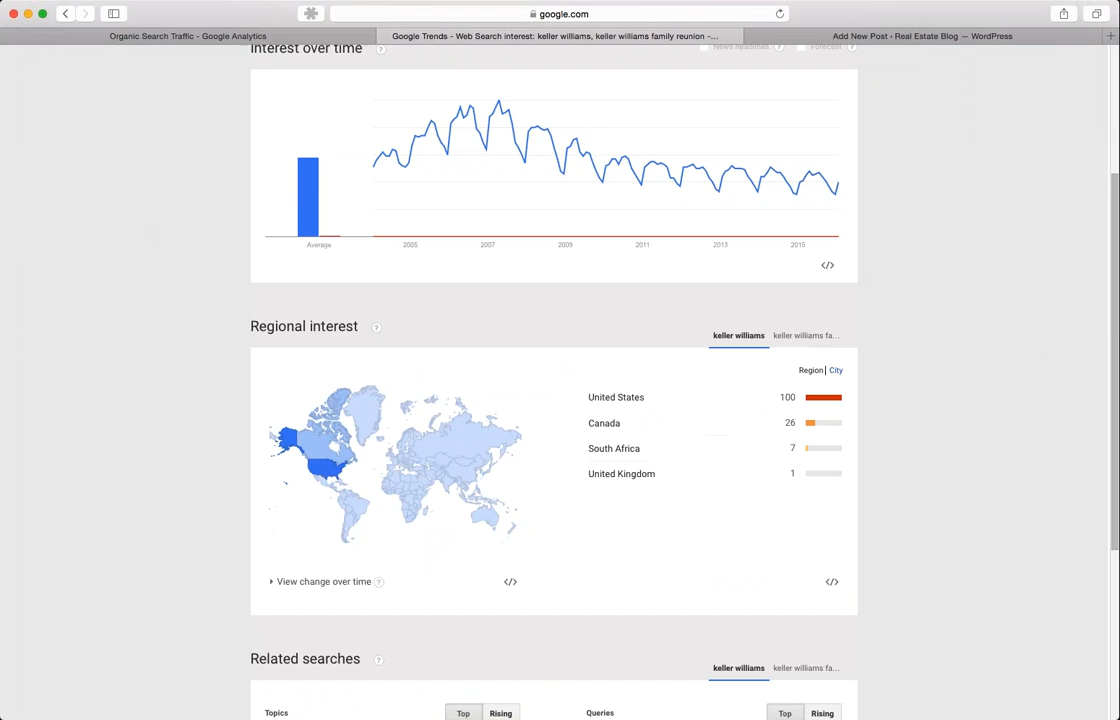 google.com
Organic Search Traffic - Google Analytics
Google Trends - Web Search interest: keller williams, keller williams family reunion -...
Add New Post ‹ Real Estate Blog — WordPress
+
Interest over time ?
News headlines ? Forecast ?
Average
2005 2007 2009 2011 2013 2015
</>
Regional interest ?
keller williams keller williams fa...
Region | City
United States 100
Canada 26
South Africa 7
United Kingdom 1
View change over time ? </> </>
Related searches ?
keller williams keller williams fa...
Topics Top Rising Queries Top Rising